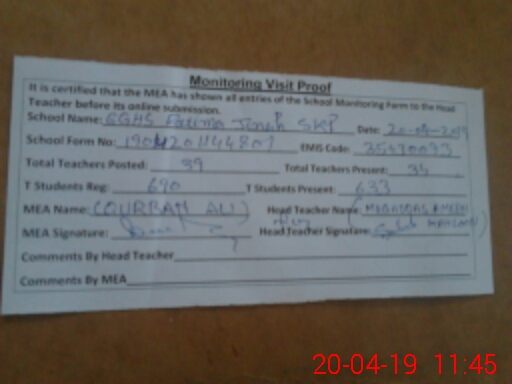 Monitoring Visit Proof
It is certified that the MEA has shown all entries of the School Monitoring Form to the Head
Teacher before its online submission.
School Name: GGHS Fatima Jinnah SKP Date: 20-04-2019
School Form No: EMIS Code:
Total Teachers Posted: 39 Total Teachers Present: 34
T Students Reg: 690 T Students Present: 633
MEA Name: (QURBAN ALI) Head Teacher Name:
MEA Signature: Head Teacher Signature:
Comments By Head Teacher
Comments By MEA
20-04-19 11:45